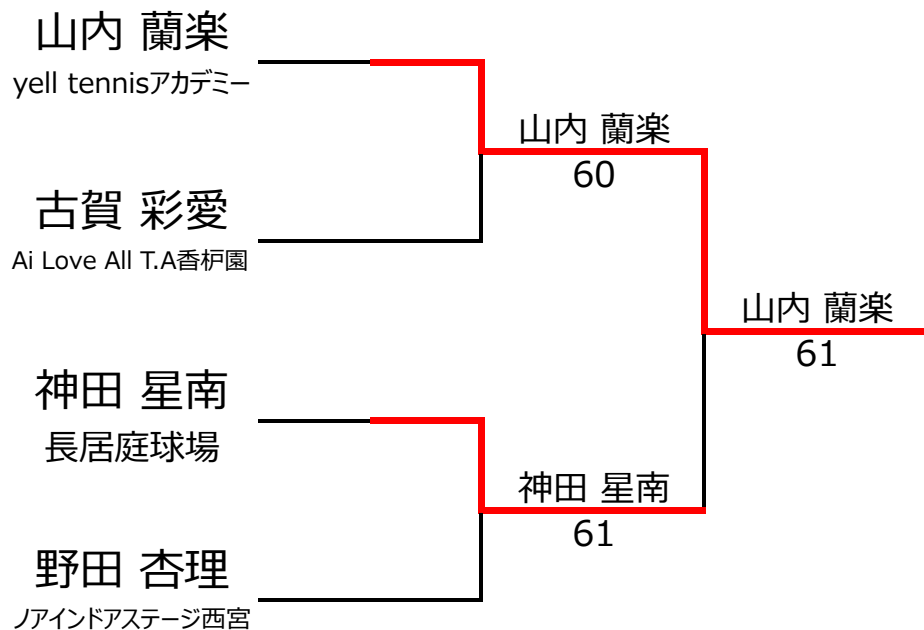 山内 蘭楽
yell tennisアカデミー
山内 蘭楽
60
古賀 彩愛
Ai Love All T.A香枦園
山内 蘭楽
61
神田 星南
長居庭球場
神田 星南
61
野田 杏理
ノアインドアステージ西宮